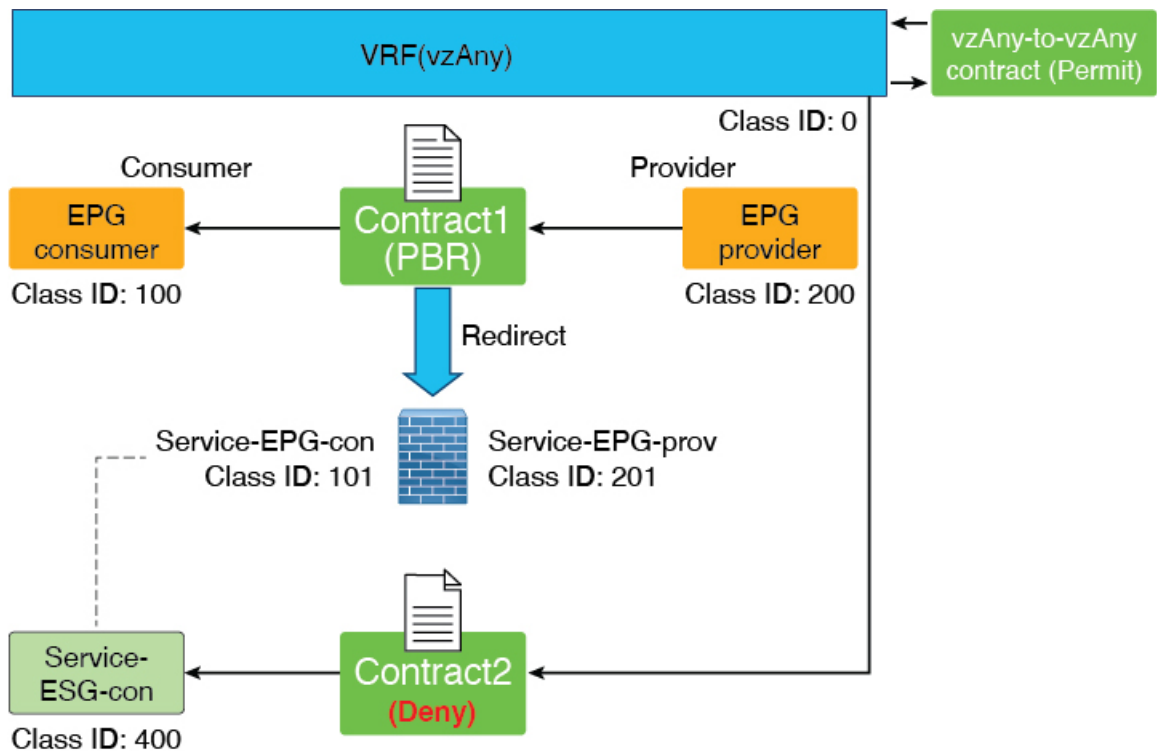 VRF(vzAny)
vzAny-to-vzAny
contract (Permit)
Class ID: 0
Consumer
Provider
EPG
consumer
Contract1
(PBR)
EPG
provider
Class ID: 100
Class ID: 200
Redirect
Service-EPG-con
Class ID: 101
Service-EPG-prov
Class ID: 201
Service-
ESG-con
Contract2
(Deny)
Class ID: 400